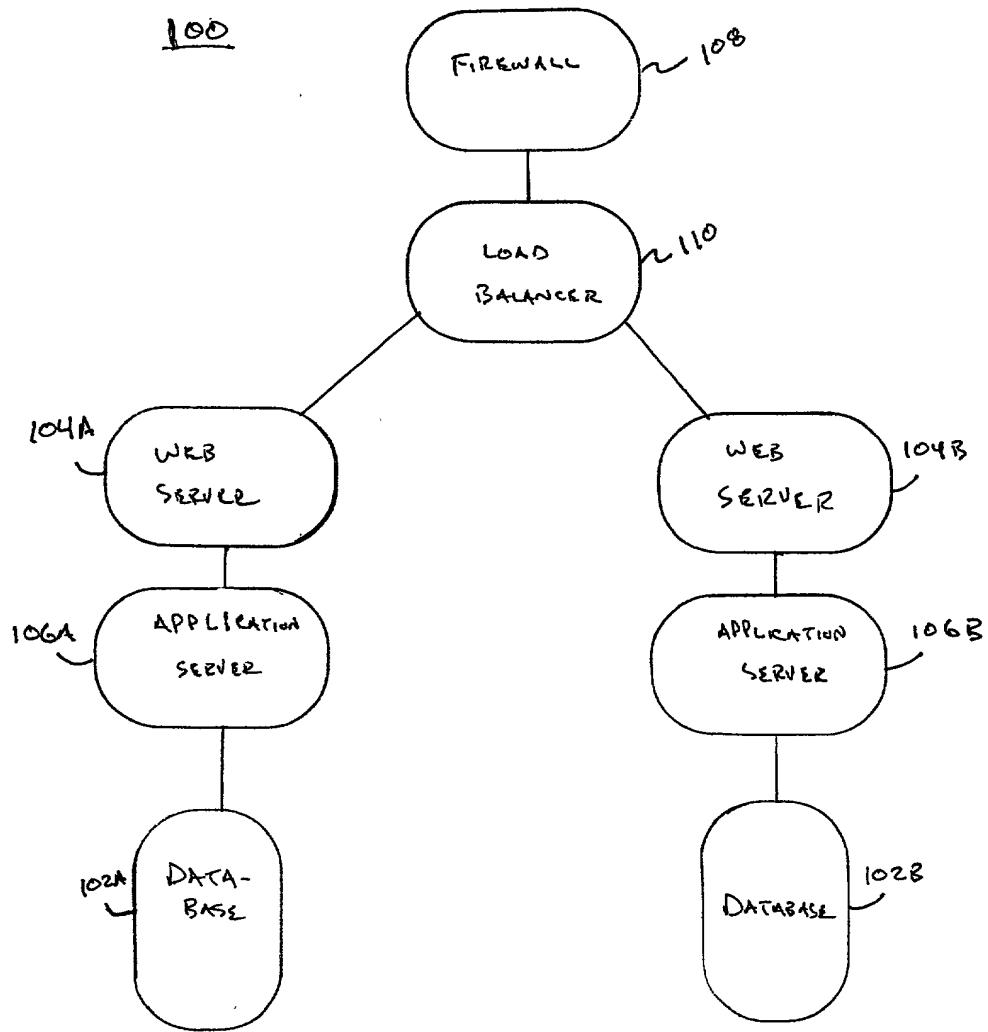 100
FIREWALL
108
LOAD
BALANCER
110
104A
WEB
SERVER
WEB
SERVER
104B
106A
APPLICATION
SERVER
APPLICATION
SERVER
106B
102A
DATA-
BASE
DATABASE
102B